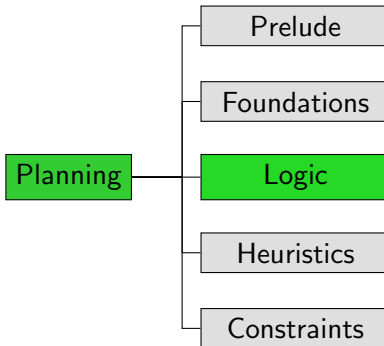 Prelude
Foundations
Planning
Logic
Heuristics
Constraints